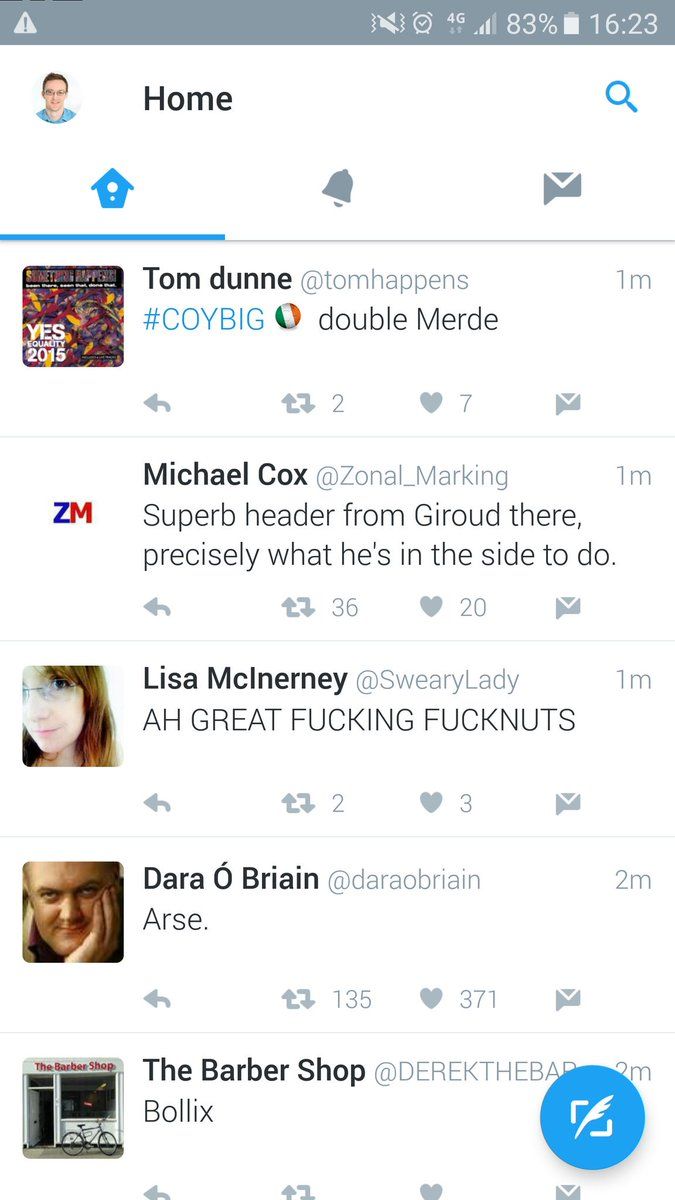 4G 83% 16:23
Home
SOMETHING HAPPENS!
been there, seen that, done that.
YES
EQUALITY
2015
Tom dunne @tomhappens 1m
#COYBIG double Merde
2 7
ZM
Michael Cox @Zonal_Marking 1m
Superb header from Giroud there,
precisely what he's in the side to do.
36 20
Lisa McInerney @SwearyLady 1m
AH GREAT FUCKING FUCKNUTS
2 3
Dara Ó Briain @daraobriain 2m
Arse.
135 371
The Barber Shop
The Barber Shop @DEREKTHEBAR 2m
Bollix